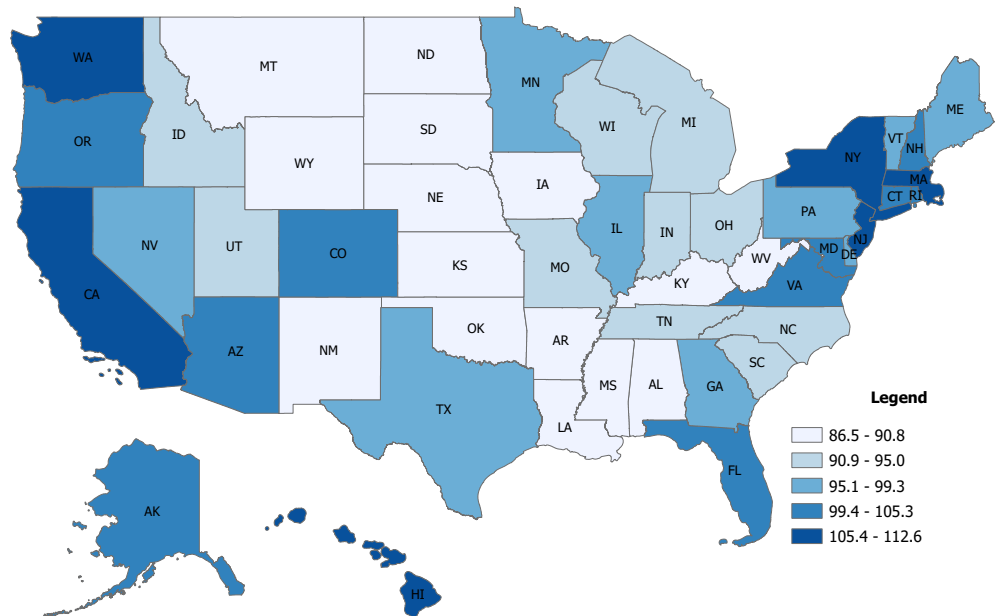 WA
MT
ND
MN
ME
OR
ID
SD
WI
MI
VT
NH
NY
WY
MA
IA
NE
CT
RI
PA
NV
UT
CO
IL
IN
OH
NJ
MD
DE
WV
KS
MO
KY
VA
CA
AZ
NM
OK
AR
TN
NC
SC
MS
AL
GA
TX
LA
FL
AK
HI
Legend
86.5 - 90.8
90.9 - 95.0
95.1 - 99.3
99.4 - 105.3
105.4 - 112.6